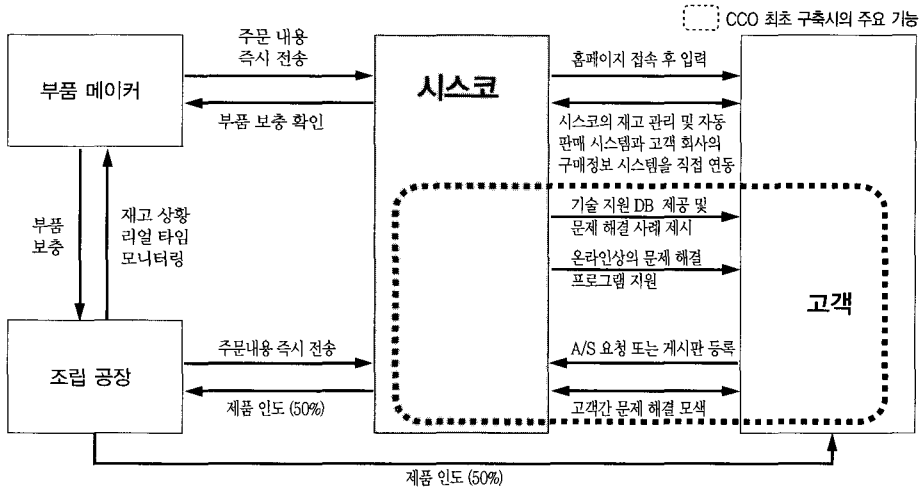 CCO 최초 구축시의 주요 기능
부품 메이커
주문 내용
즉시 전송
부품 보충 확인
시스코
홈페이지 접속 후 입력
시스코의 재고 관리 및 자동
판매 시스템과 고객 회사의
구매정보 시스템을 직접 연동
기술 지원 DB 제공 및
문제 해결 사례 제시
온라인상의 문제 해결
프로그램 지원
고객
부품
보충
재고 상황
리얼 타임
모니터링
조립 공장
주문내용 즉시 전송
제품 인도 (50%)
A/S 요청 또는 게시판 등록
고객간 문제 해결 모색
제품 인도 (50%)